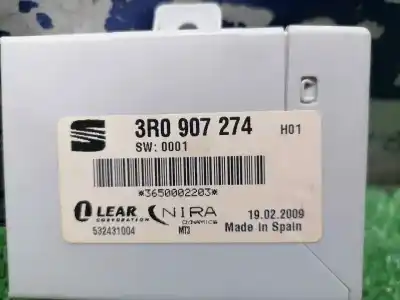 3R0 907 274 H01
SW: 0001
*3650002203*
LEAR NIRA 19.02.2009
CORPORATION DYNAMICS
532431004 MT3 Made in Spain